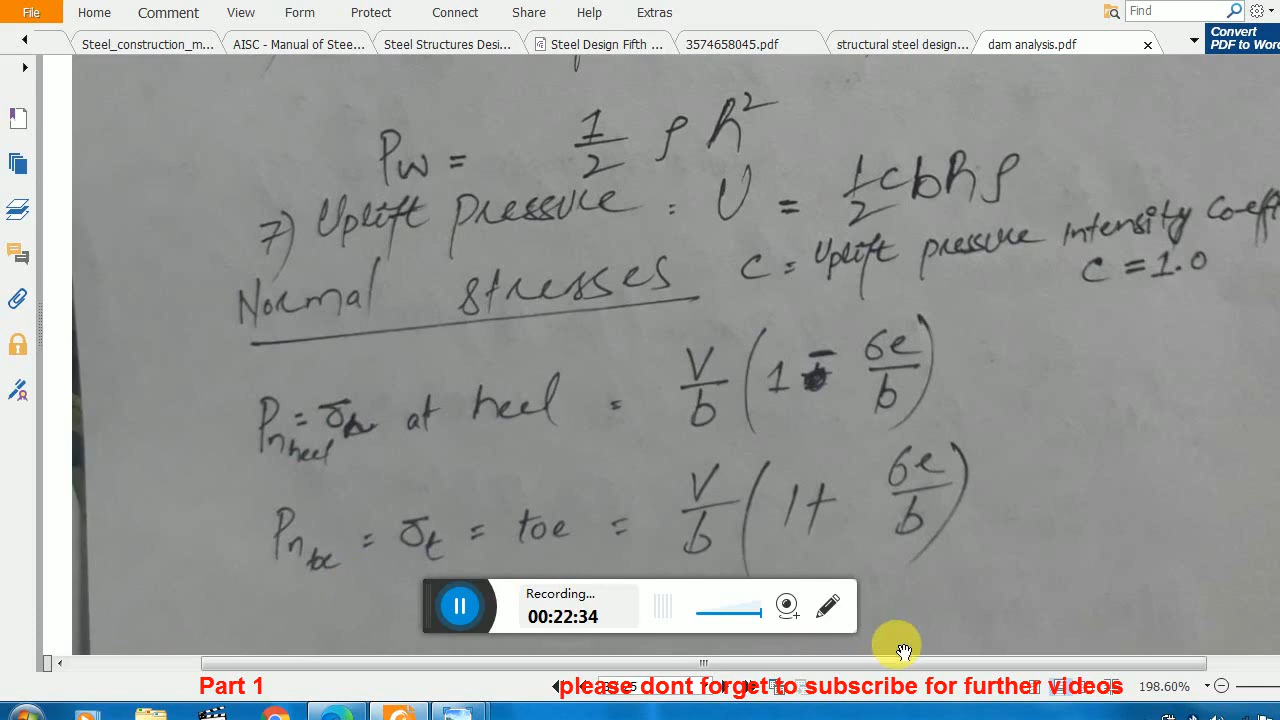 File Home Comment View Form Protect Connect Share Help Extras Find
Steel_construction_m... AISC - Manual of Stee... Steel Structures Desi... Steel Design Fifth ... 3574658045.pdf structural steel design... dam analysis.pdf
Convert
PDF to Word
Pw = 1/2 ρ h²
7) Uplift pressure : U = 1/2 cbhρ
c = Uplift pressure intensity coeffi
c = 1.0
Normal stresses
Pn heel = σh at heel = V/b (1 - 6e/b)
Pn toe = σt = toe = V/b (1+ 6e/b)
Recording...
00:22:34
Part 1 please dont forget to subscribe for further videos
198.60%